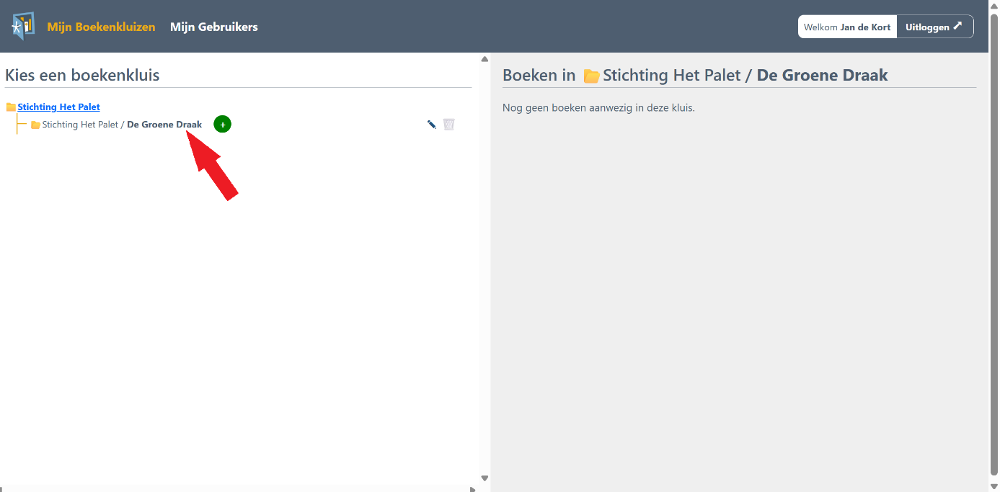 Mijn Boekenkluizen Mijn Gebruikers Welkom Jan de Kort Uitloggen
Kies een boekenkluis
Stichting Het Palet
Stichting Het Palet / De Groene Draak +
Boeken in Stichting Het Palet / De Groene Draak
Nog geen boeken aanwezig in deze kluis.